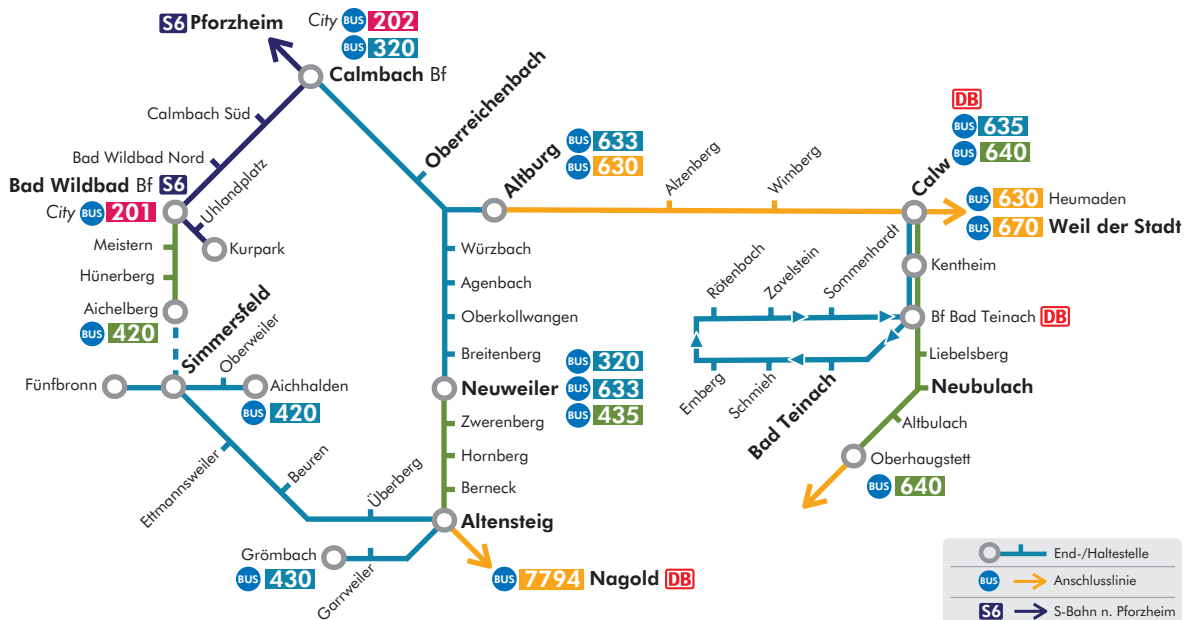 S6 Pforzheim
City BUS 202
BUS 320
Calmbach Bf
Calmbach Süd
Bad Wildbad Nord
Bad Wildbad Bf S6
City BUS 201
Uhlandplatz
Kurpark
Meistern
Hünerberg
Aichelberg
BUS 420
Simmersfeld
Oberweiler
Fünfbronn
Aichhalden
BUS 420
Ettmannsweiler
Beuren
Überberg
Altensteig
Grömbach
BUS 430
Garrweiler
BUS 7794 Nagold DB
Oberreichenbach
Altburg
BUS 633
BUS 630
Würzbach
Agenbach
Oberkollwangen
Breitenberg
Neuweiler
BUS 320
BUS 633
BUS 435
Zwerenberg
Hornberg
Berneck
Alzenberg
Wimberg
DB
BUS 635
BUS 640
Calw
BUS 630 Heumaden
BUS 670 Weil der Stadt
Kentheim
Rötenbach
Zavelstein
Sommenhardt
Bf Bad Teinach DB
Emberg
Schmieh
Bad Teinach
Liebelsberg
Neubulach
Altbulach
Oberhaugstett
BUS 640
End-/Haltestelle
BUS Anschlusslinie
S6 S-Bahn n. Pforzheim